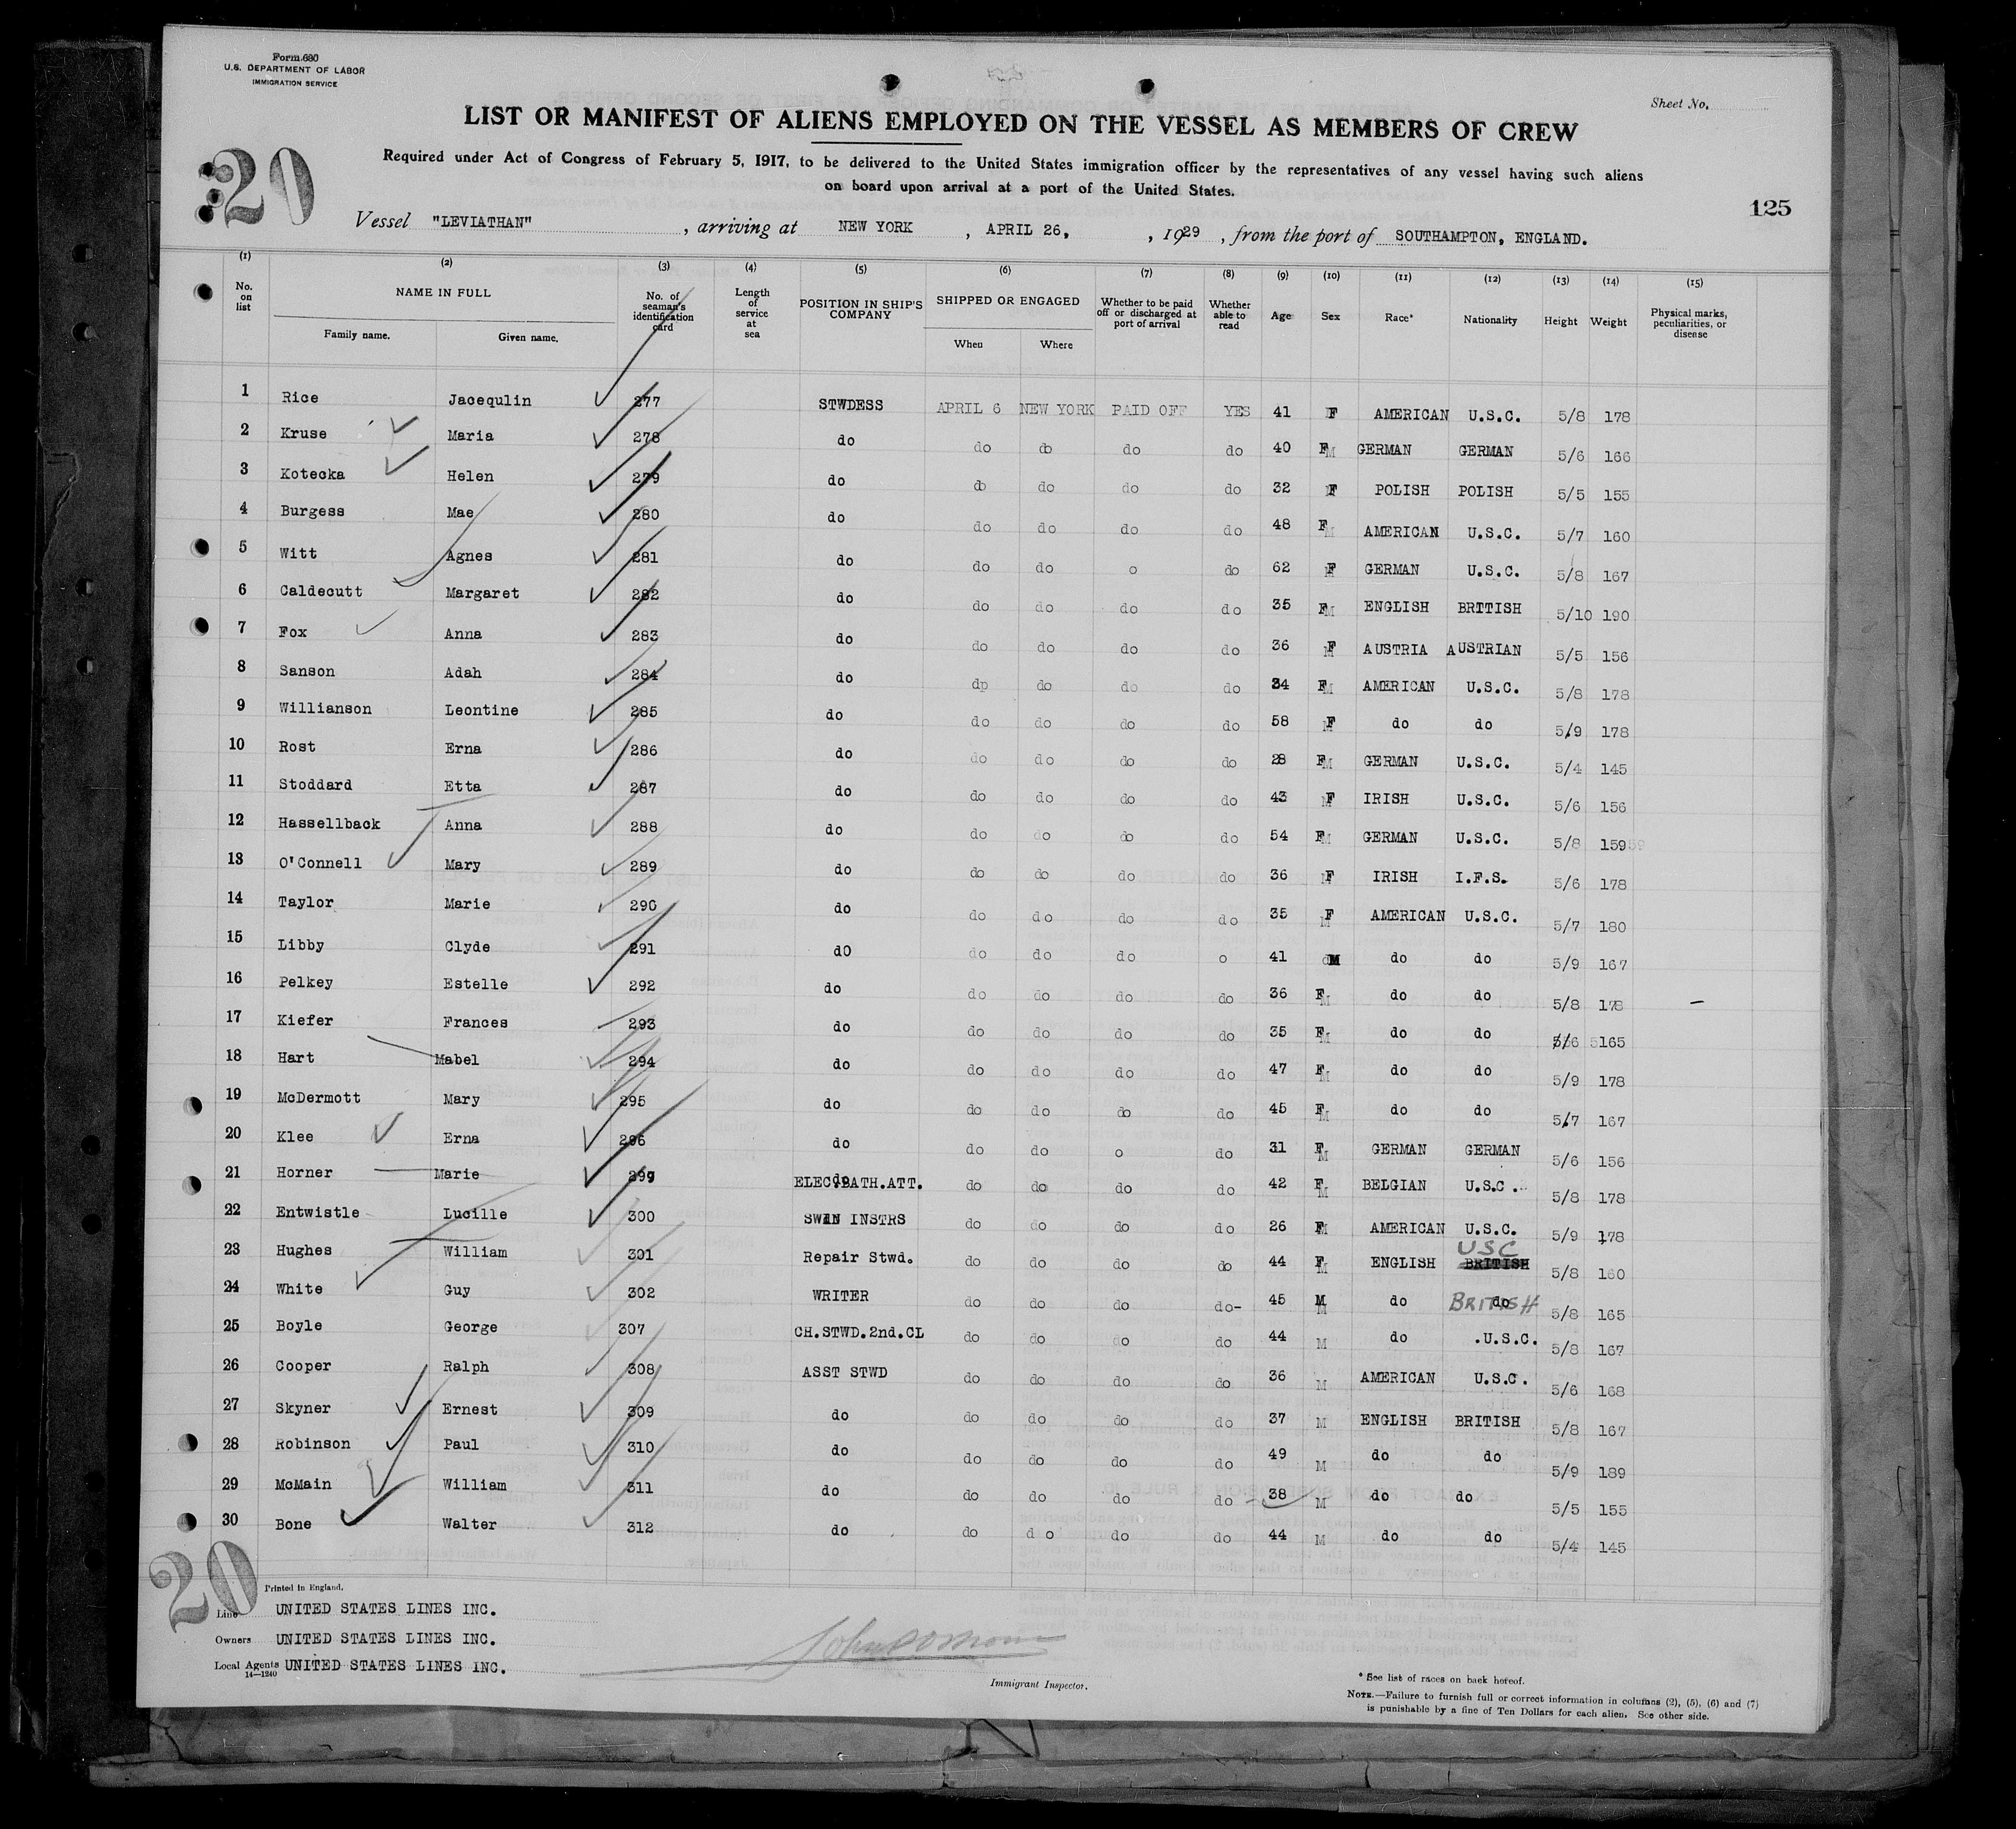 Form 680
U.S. DEPARTMENT OF LABOR
IMMIGRATION SERVICE
Sheet No.
LIST OR MANIFEST OF ALIENS EMPLOYED ON THE VESSEL AS MEMBERS OF CREW
Required under Act of Congress of February 5, 1917, to be delivered to the United States immigration officer by the representatives of any vessel having such aliens
on board upon arrival at a port of the United States.
20
125
Vessel "LEVIATHAN" , arriving at NEW YORK , APRIL 26, , 1929 , from the port of SOUTHAMPTON, ENGLAND.
(1) (2) (3) (4) (5) (6) (7) (8) (9) (10) (11) (12) (13) (14) (15)
No. on list NAME IN FULL Family name. Given name. No. of seaman's identification card Length of service at sea POSITION IN SHIP'S COMPANY SHIPPED OR ENGAGED When Where Whether to be paid off or discharged at port of arrival Whether able to read Age Sex Race* Nationality Height Weight Physical marks, peculiarities, or disease
1 Rice Jacequlin 277 STWDESS APRIL 6 NEW YORK PAID OFF YES 41 F AMERICAN U.S.C. 5/8 178
2 Kruse Maria 278 do do do do do 40 F GERMAN GERMAN 5/6 166
3 Kotecka Helen 279 do do do do do 32 F POLISH POLISH 5/5 155
4 Burgess Mae 280 do do do do do 48 F AMERICAN U.S.C. 5/7 160
5 Witt Agnes 281 do do do o do 62 F GERMAN U.S.C. 5/8 167
6 Caldecutt Margaret 282 do do do do do 35 F ENGLISH BRITISH 5/10 190
7 Fox Anna 283 do do do do do 36 F AUSTRIA AUSTRIAN 5/5 156
8 Sanson Adah 284 do dp do do do 34 F AMERICAN U.S.C. 5/8 178
9 Willianson Leontine 285 do do do do do 58 F do do 5/9 178
10 Rost Erna 286 do do do do do 28 F GERMAN U.S.C. 5/4 145
11 Stoddard Etta 287 do do do do do 43 F IRISH U.S.C. 5/6 156
12 Hassellback Anna 288 do do do do do 54 F GERMAN U.S.C. 5/8 159
13 O'Connell Mary 289 do do do do do 36 F IRISH I.F.S. 5/6 178
14 Taylor Marie 290 do do do do do 35 F AMERICAN U.S.C. 5/7 180
15 Libby Clyde 291 dO do do do o 41 M do do 5/9 167
16 Pelkey Estelle 292 do do do do do 36 F do do 5/8 178
17 Kiefer Frances 293 do do do do do 35 F do do 5/6 165
18 Hart Mabel 294 do do do do do 47 F do do 5/9 178
19 McDermott Mary 295 do do do do do 45 F do do 5/7 167
20 Klee Erna 296 do do do o do 31 F GERMAN GERMAN 5/6 156
21 Horner Marie 299 ELEC.BATH.ATT. do do do do 42 F BELGIAN U.S.C. 5/8 178
22 Entwistle Lucille 300 SWIN INSTRS do do do do 26 F AMERICAN U.S.C. 5/9 178
23 Hughes William 301 Repair Stwd. do do do do 44 F ENGLISH BRITISH USC 5/8 160
24 White Guy 302 WRITER do do do do- 45 M do do BRITISH 5/8 165
25 Boyle George 307 CH.STWD.2nd.CL do do do do 44 M do .U.S.C. 5/8 167
26 Cooper Ralph 308 ASST STWD do do do do 36 M AMERICAN U.S.C. 5/6 168
27 Skyner Ernest 309 do do do do do 37 M ENGLISH BRITISH 5/8 167
28 Robinson Paul 310 do do do do do 49 M do do 5/9 189
29 McMain William 311 do do do do do 38 M do do 5/5 155
30 Bone Walter 312 do do do do do 44 M do do 5/4 145
20
Printed in England.
Line UNITED STATES LINES INC.
Owners UNITED STATES LINES INC.
Local Agents UNITED STATES LINES INC.
14—1240
Immigrant Inspector.
* See list of races on back hereof.
NOTE.—Failure to furnish full or correct information in columns (2), (5), (6) and (7)
is punishable by a fine of Ten Dollars for each alien. See other side.